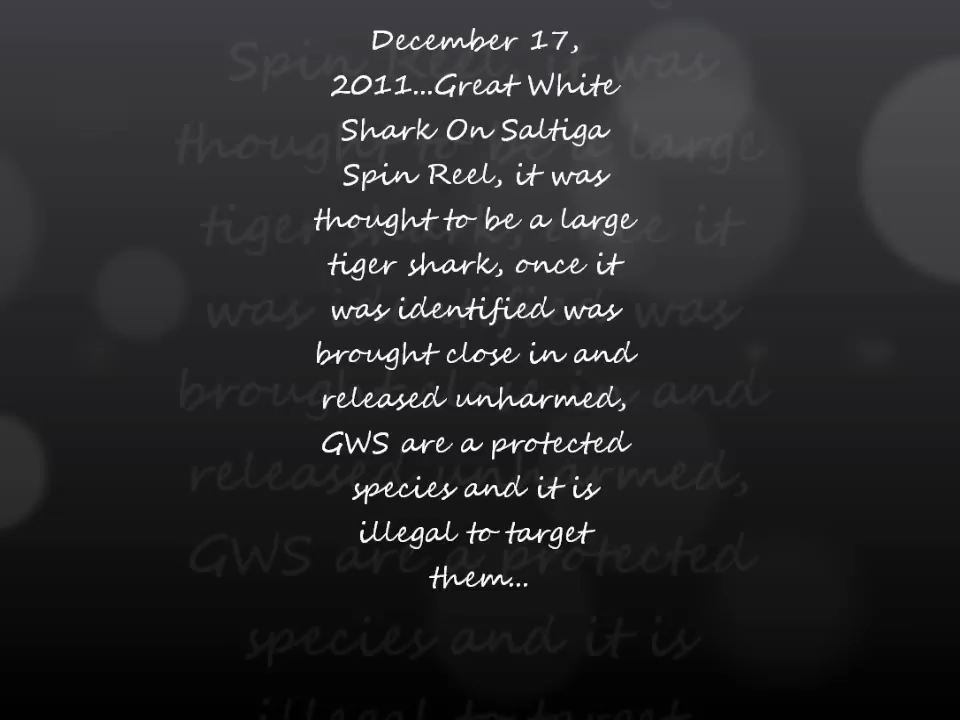 December 17,
2011...Great White
Shark On Saltiga
Spin Reel, it was
thought to be a large
tiger shark, once it
was identified was
brought close in and
released unharmed,
GWS are a protected
species and it is
illegal to target
them...